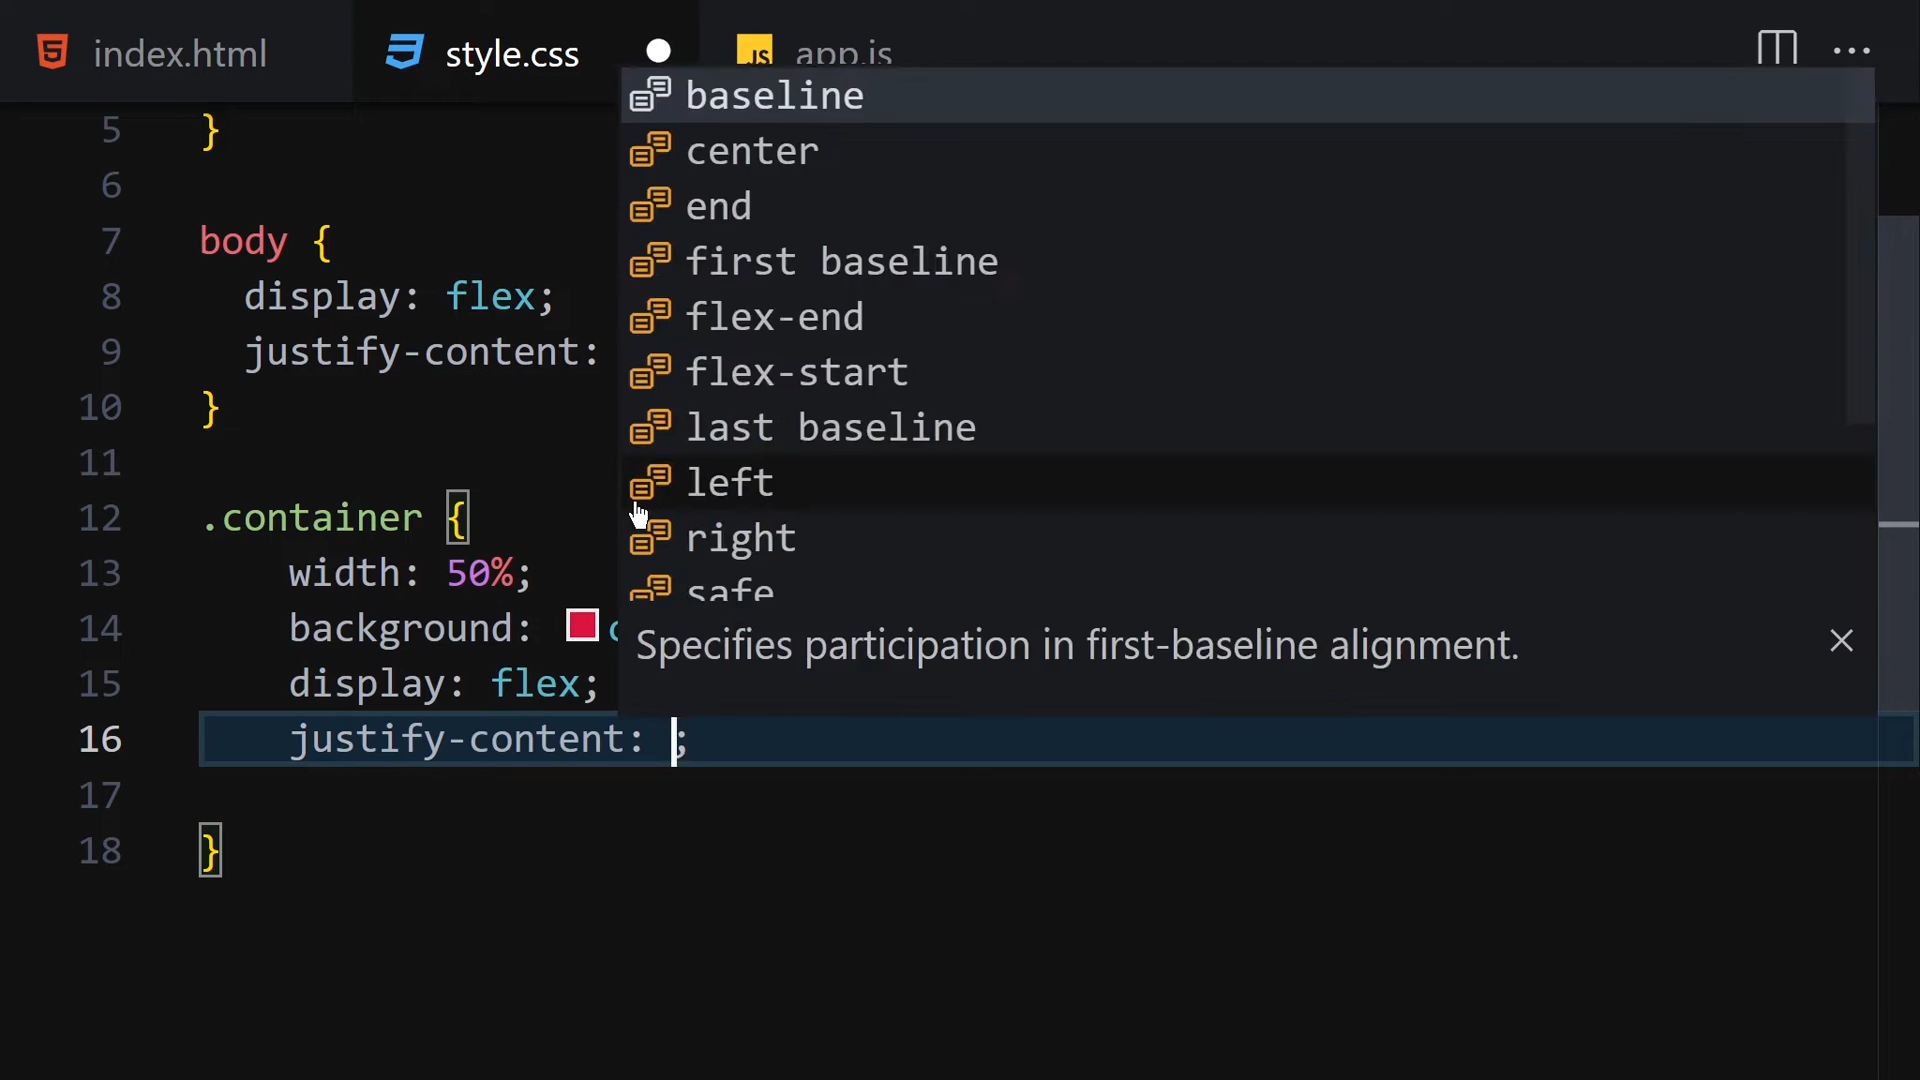 index.html style.css app.js
5 }
6
7 body {
8 display: flex;
9 justify-content:
10 }
11
12 .container {
13 width: 50%;
14 background:
15 display: flex;
16 justify-content: ;
17
18 }
baseline
center
end
first baseline
flex-end
flex-start
last baseline
left
right
safe
Specifies participation in first-baseline alignment.